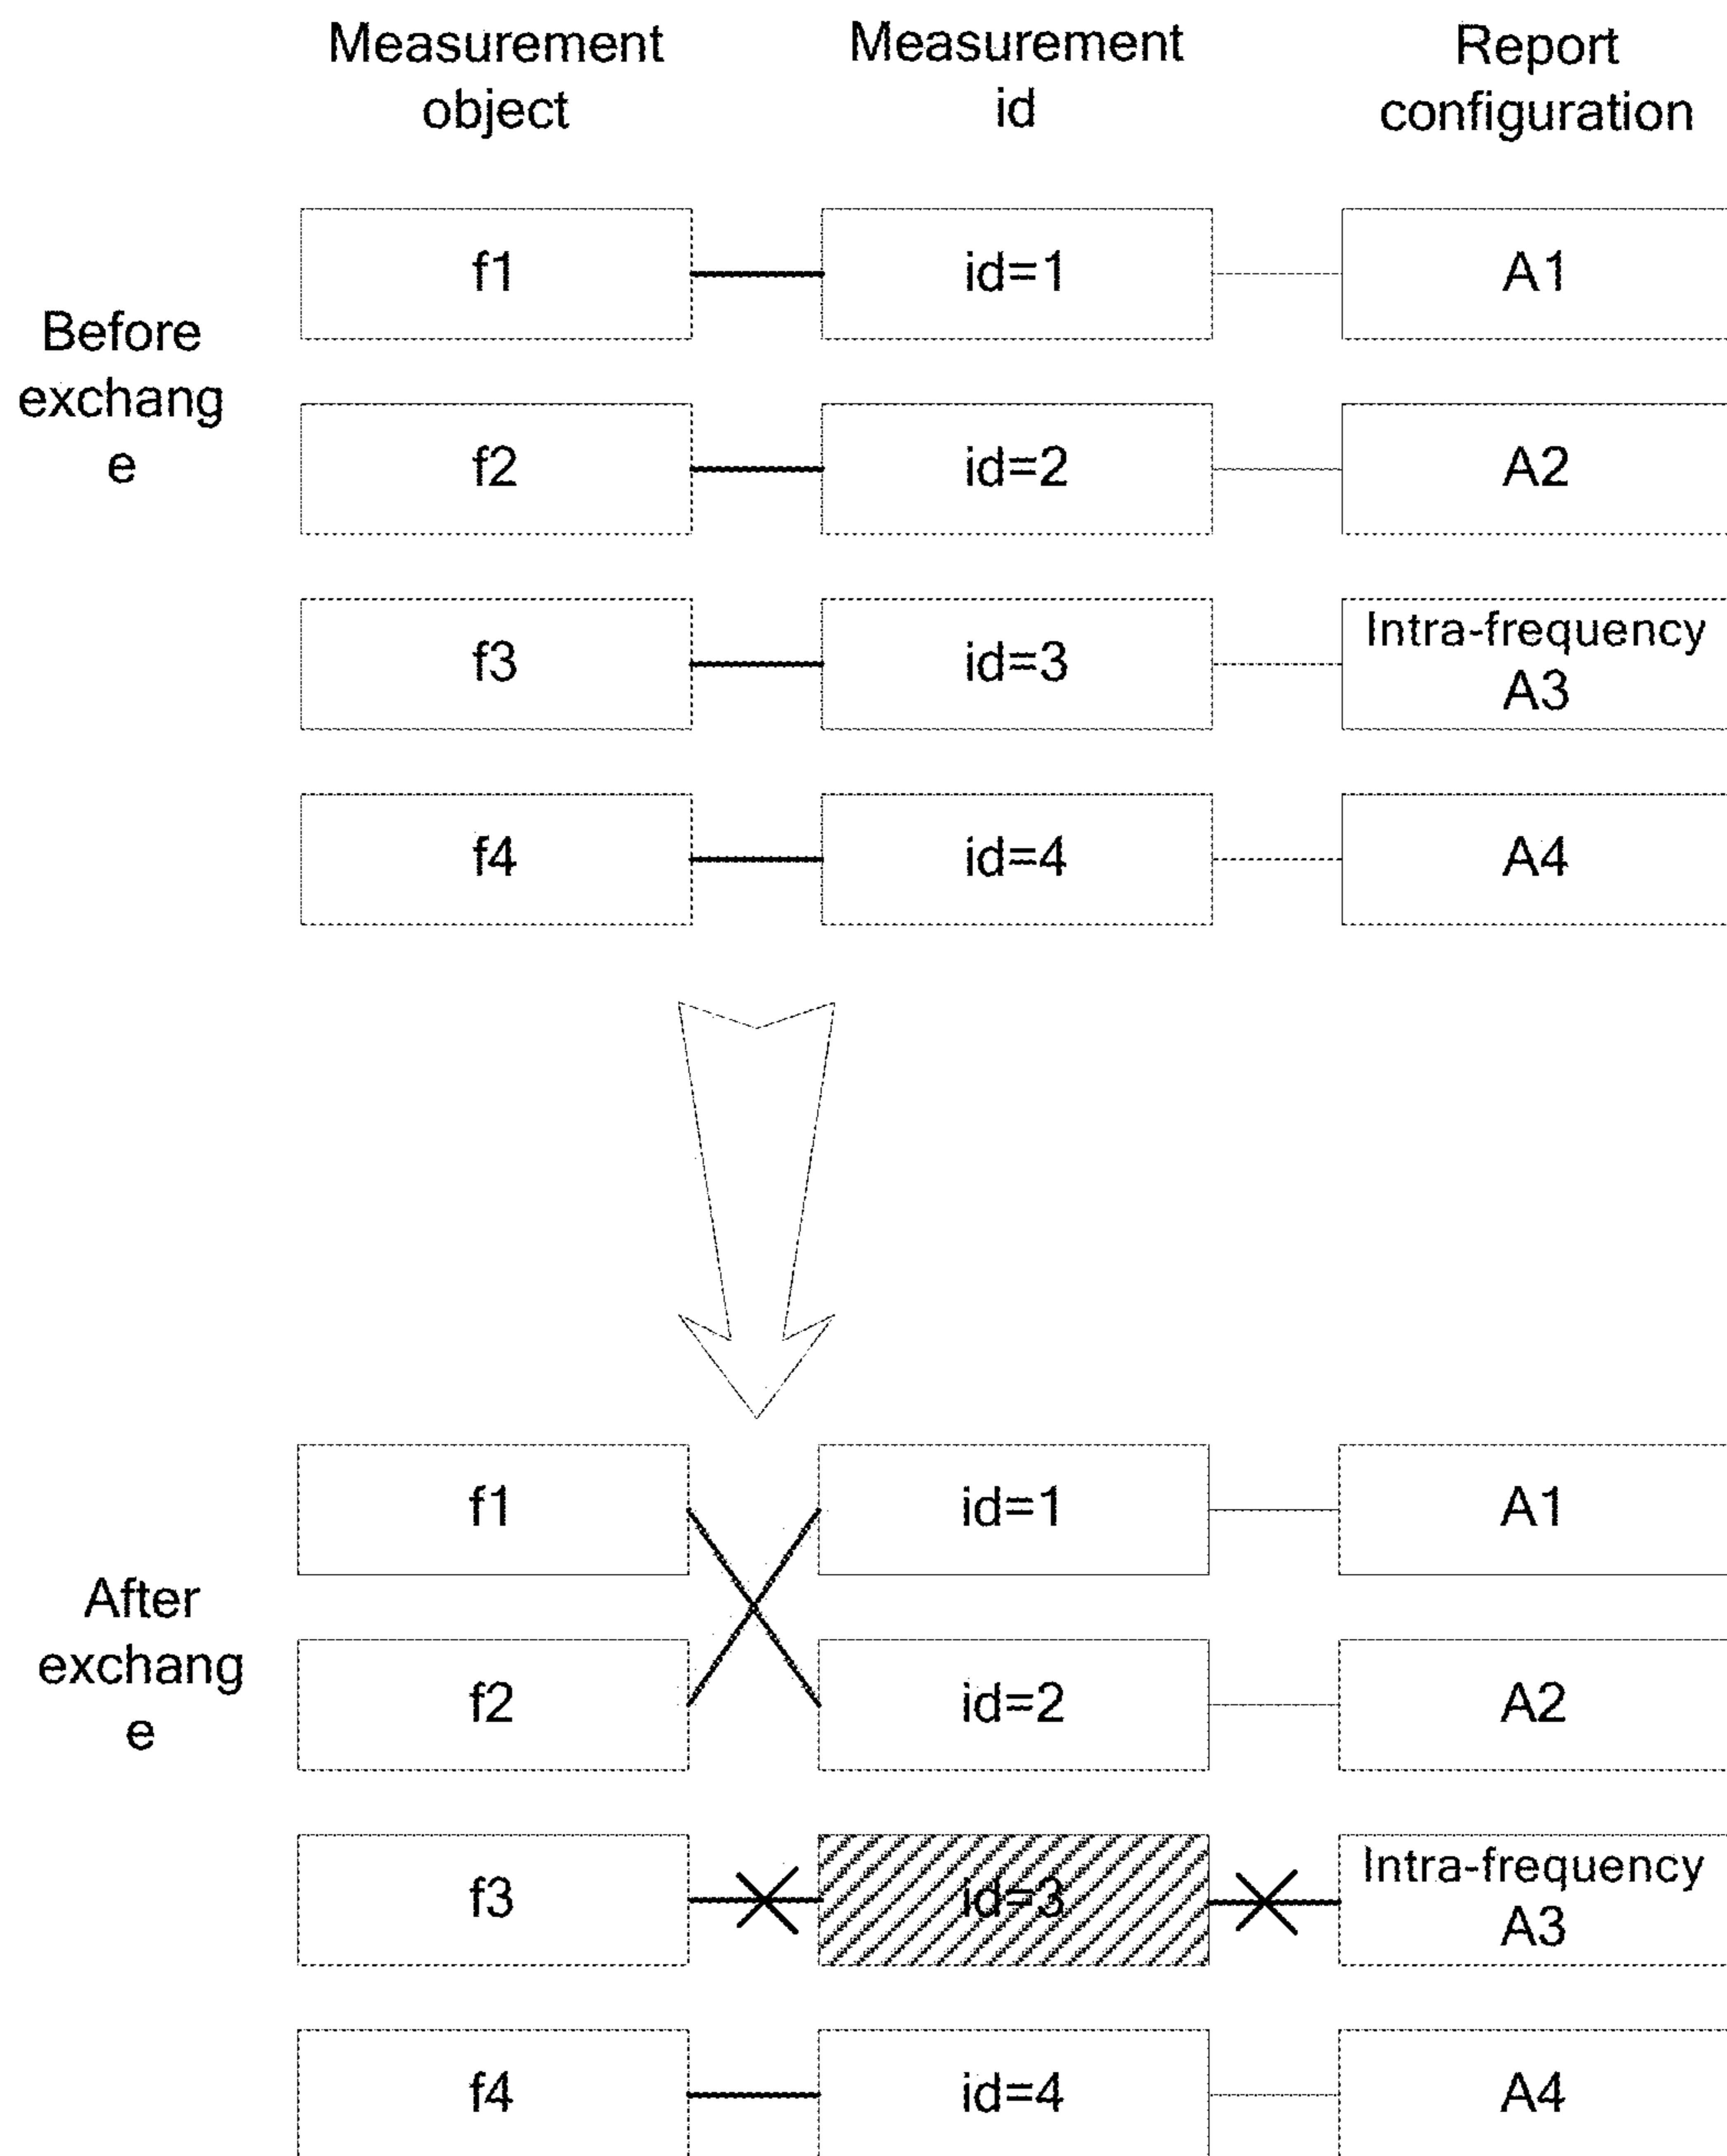 Measurement object
Measurement id
Report configuration
Before exchang e
f1 id=1 A1
f2 id=2 A2
f3 id=3 Intra-frequency A3
f4 id=4 A4
After exchang e
f1 id=1 A1
f2 id=2 A2
f3 id=3 Intra-frequency A3
f4 id=4 A4